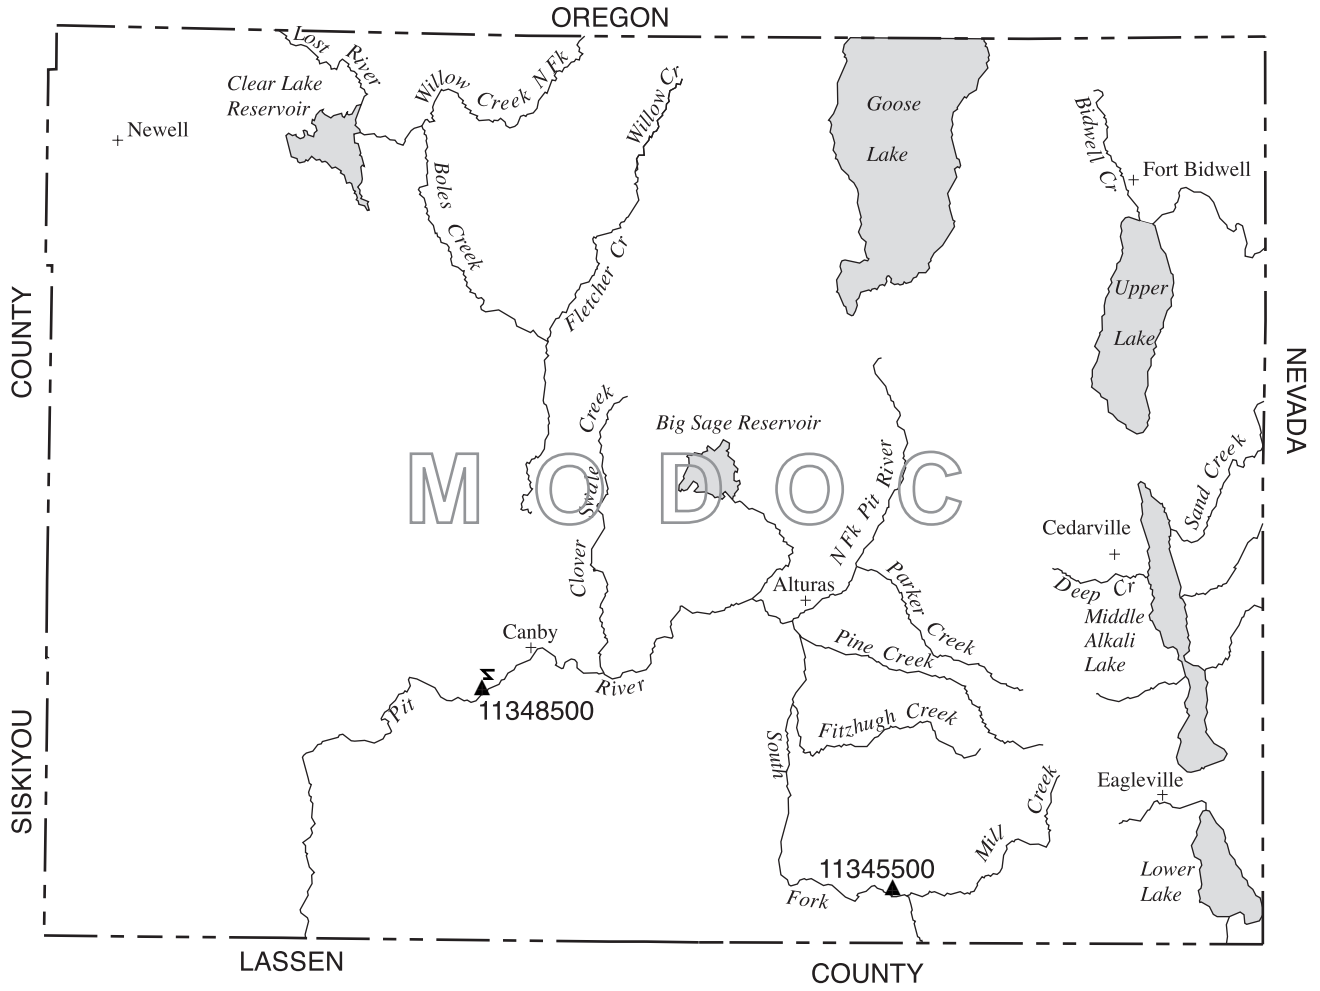 OREGON
Lost River
Clear Lake
Reservoir
Newell
Willow Creek N Fk
Willow Cr
Boles Creek
Fletcher Cr
Goose
Lake
Bidwell Cr
Fort Bidwell
Upper
Lake
SISKIYOU COUNTY
NEVADA
Clover Swale Creek
Big Sage Reservoir
MODOC
N Fk Pit River
Sand Creek
Cedarville
Deep Cr
Middle
Alkali
Lake
Alturas
Parker Creek
Pine Creek
Canby
M
11348500
Pit River
Fitzhugh Creek
South Fork
Mill Creek
11345500
Eagleville
Lower
Lake
LASSEN COUNTY